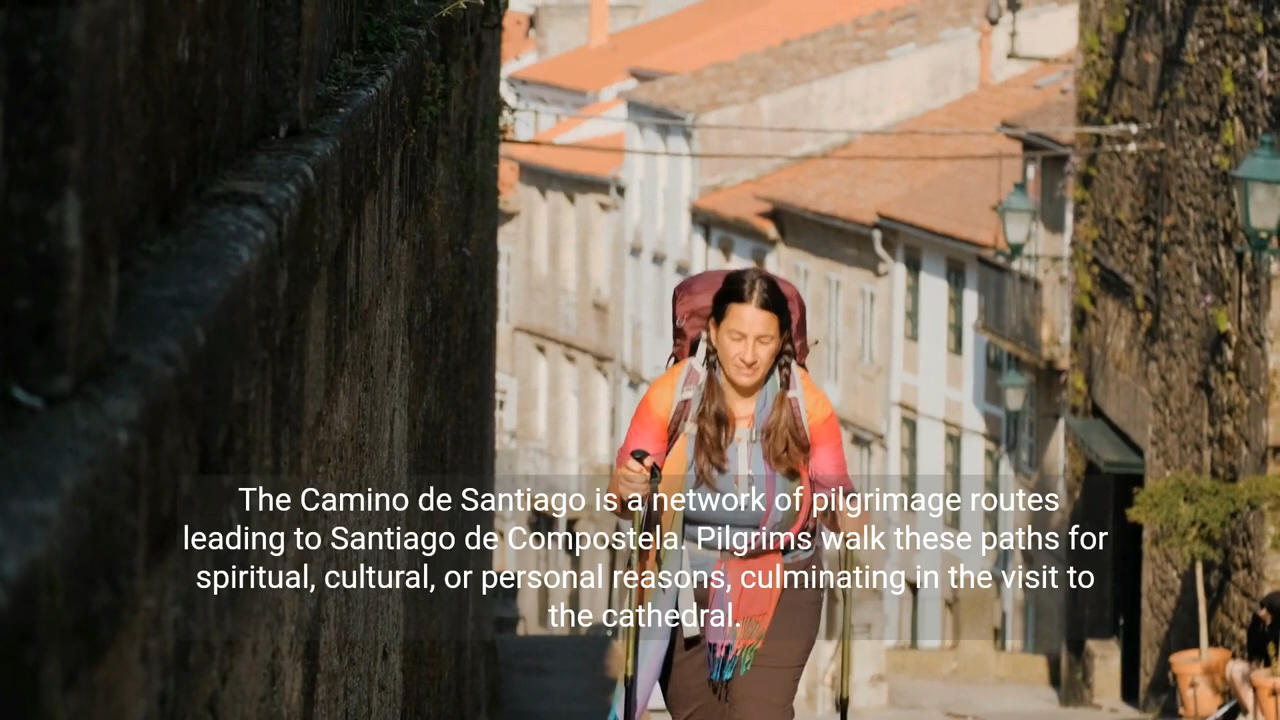 The Camino de Santiago is a network of pilgrimage routes
leading to Santiago de Compostela. Pilgrims walk these paths for
spiritual, cultural, or personal reasons, culminating in the visit to
the cathedral.